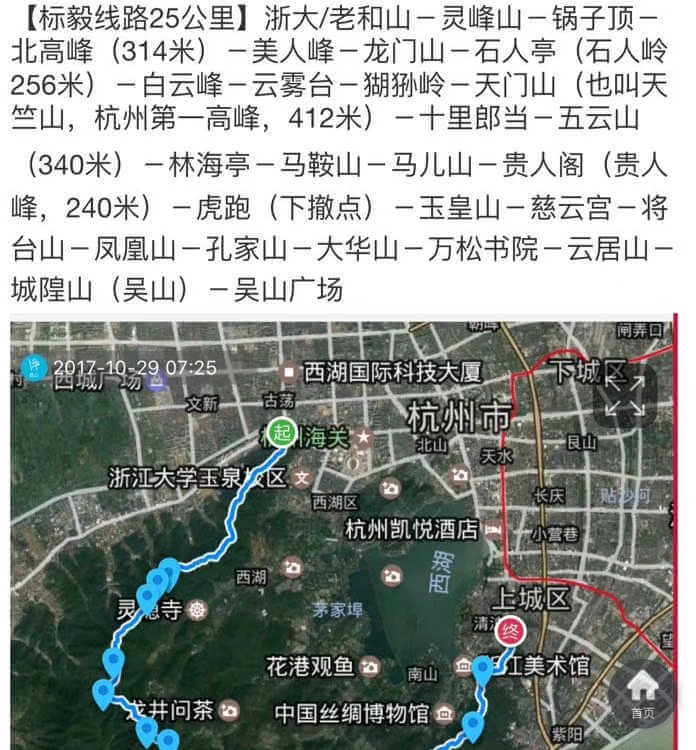 【标毅线路25公里】浙大/老和山－灵峰山－锅子顶－
北高峰（314米）－美人峰－龙门山－石人亭（石人岭
256米）－白云峰－云雾台－猢狲岭－天门山（也叫天
竺山，杭州第一高峰，412米）－十里郎当－五云山
（340米）－林海亭－马鞍山－马儿山－贵人阁（贵人
峰，240米）－虎跑（下撤点）－玉皇山－慈云宫－将
台山－凤凰山－孔家山－大华山－万松书院－云居山－
城隍山（吴山）－吴山广场
闸弄口
2017-10-29 07:25
西湖国际科技大厦
下城区
西城广场
文新
古荡
杭州市
起
海关
北山
艮山
天水
浙江大学玉泉校区
文
西湖区
长庆
贴沙河
杭州凯悦酒店
小营巷
西湖
西湖
上城区
灵隐寺
茅家埠
清
终
望
花港观鱼
南山
江美术馆
龙井问茶
中国丝绸博物馆
首页
紫阳